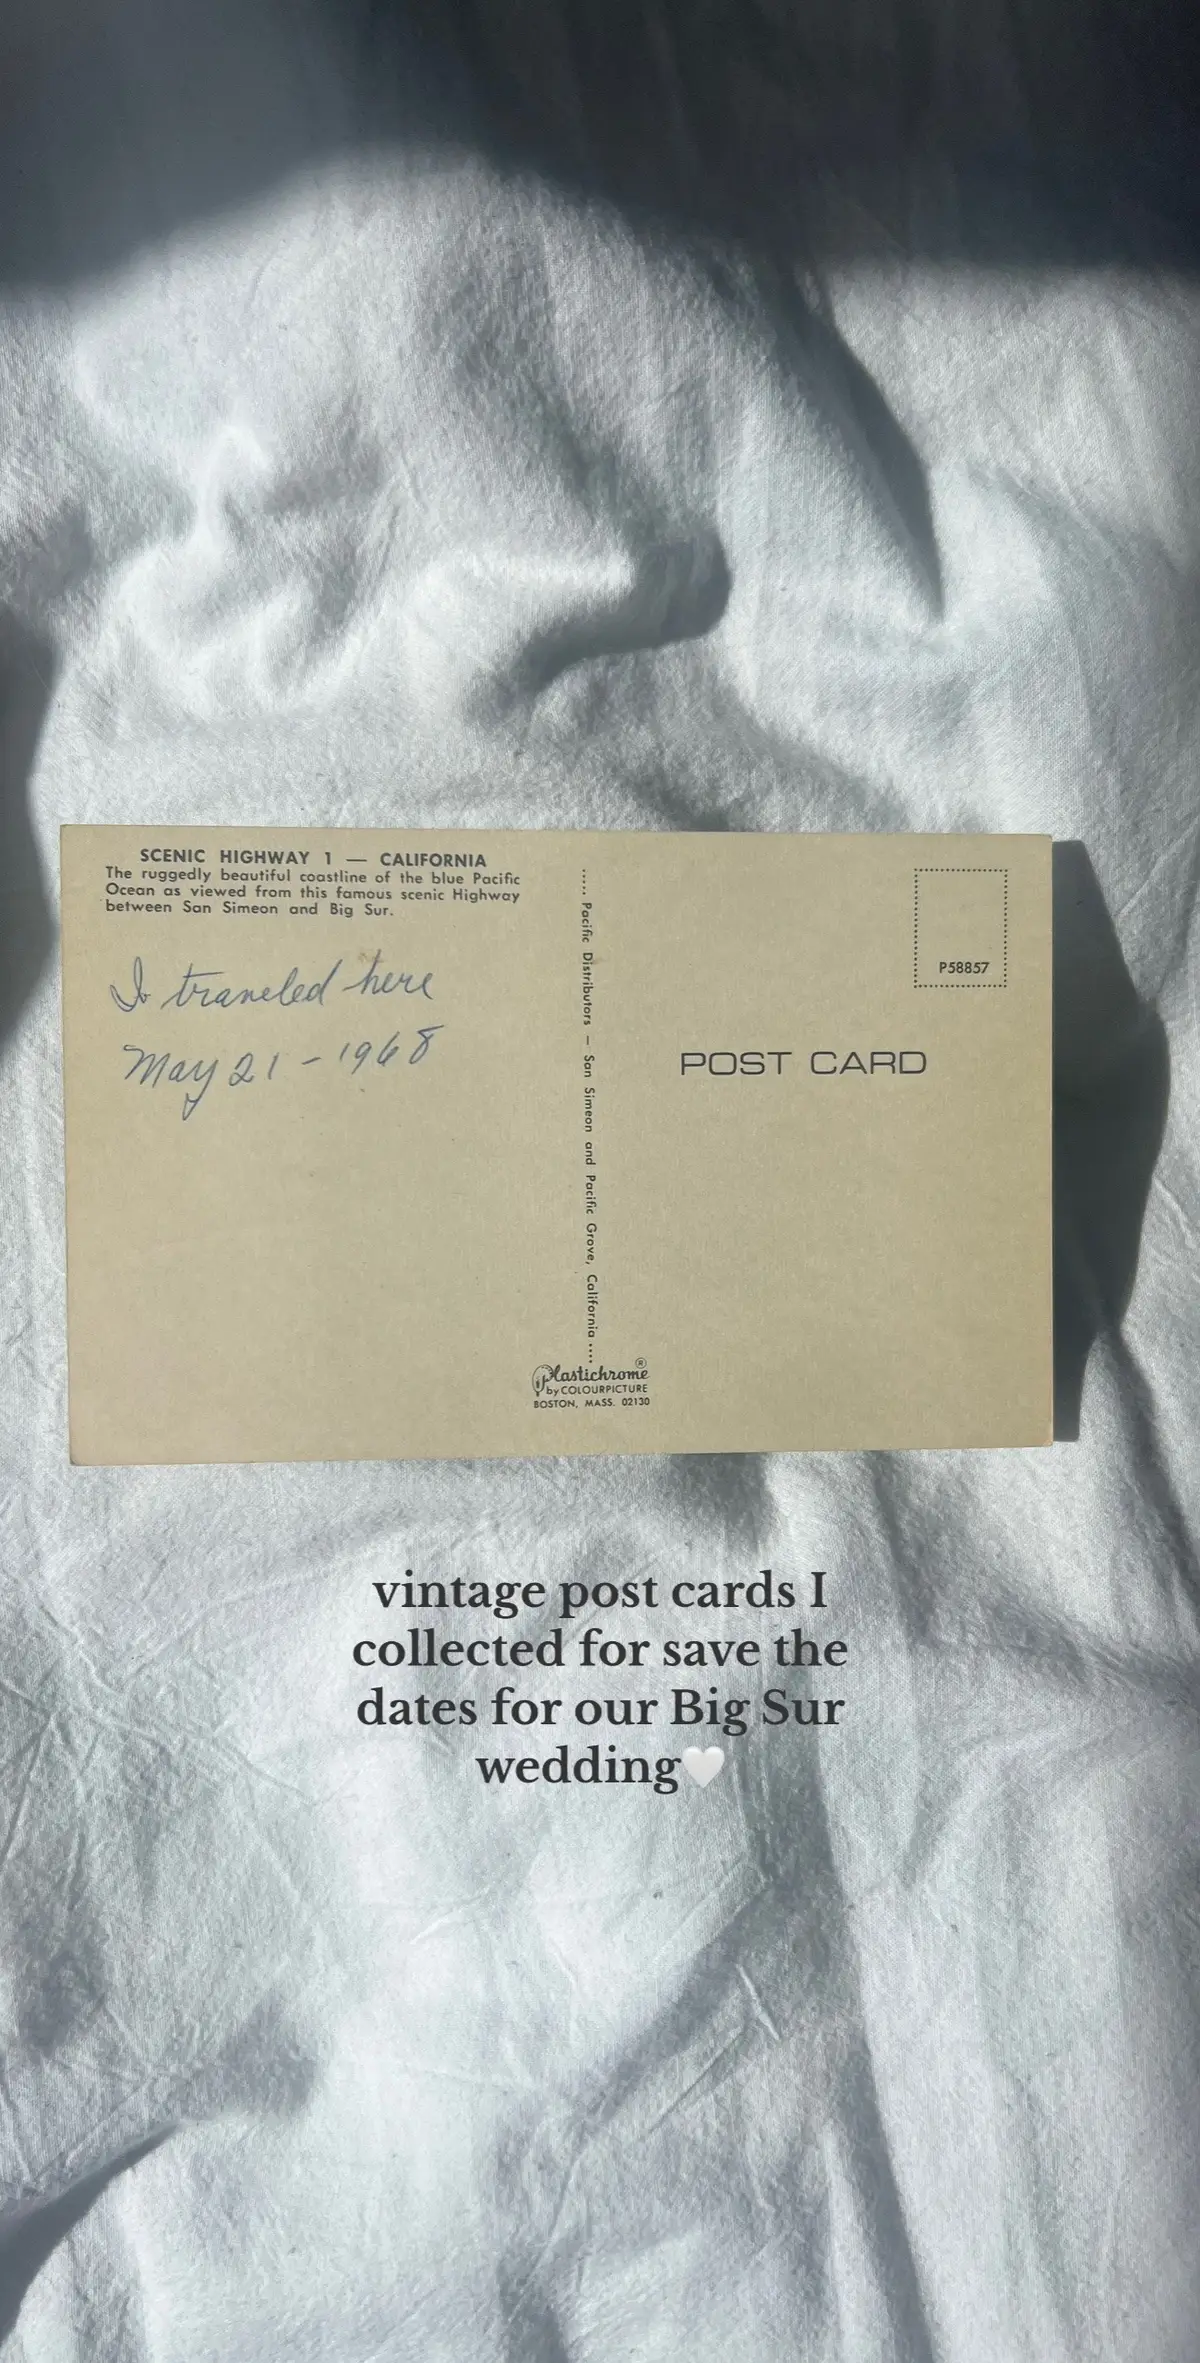 SCENIC HIGHWAY 1 — CALIFORNIA
The ruggedly beautiful coastline of the blue Pacific
Ocean as viewed from this famous scenic Highway
between San Simeon and Big Sur.
I traveled here
May 21 - 1968
Pacific Distributors — San Simeon and Pacific Grove, California
Plastichrome ®
by COLOURPICTURE
BOSTON, MASS. 02130
P58857
POST CARD
vintage post cards I
collected for save the
dates for our Big Sur
wedding🤍